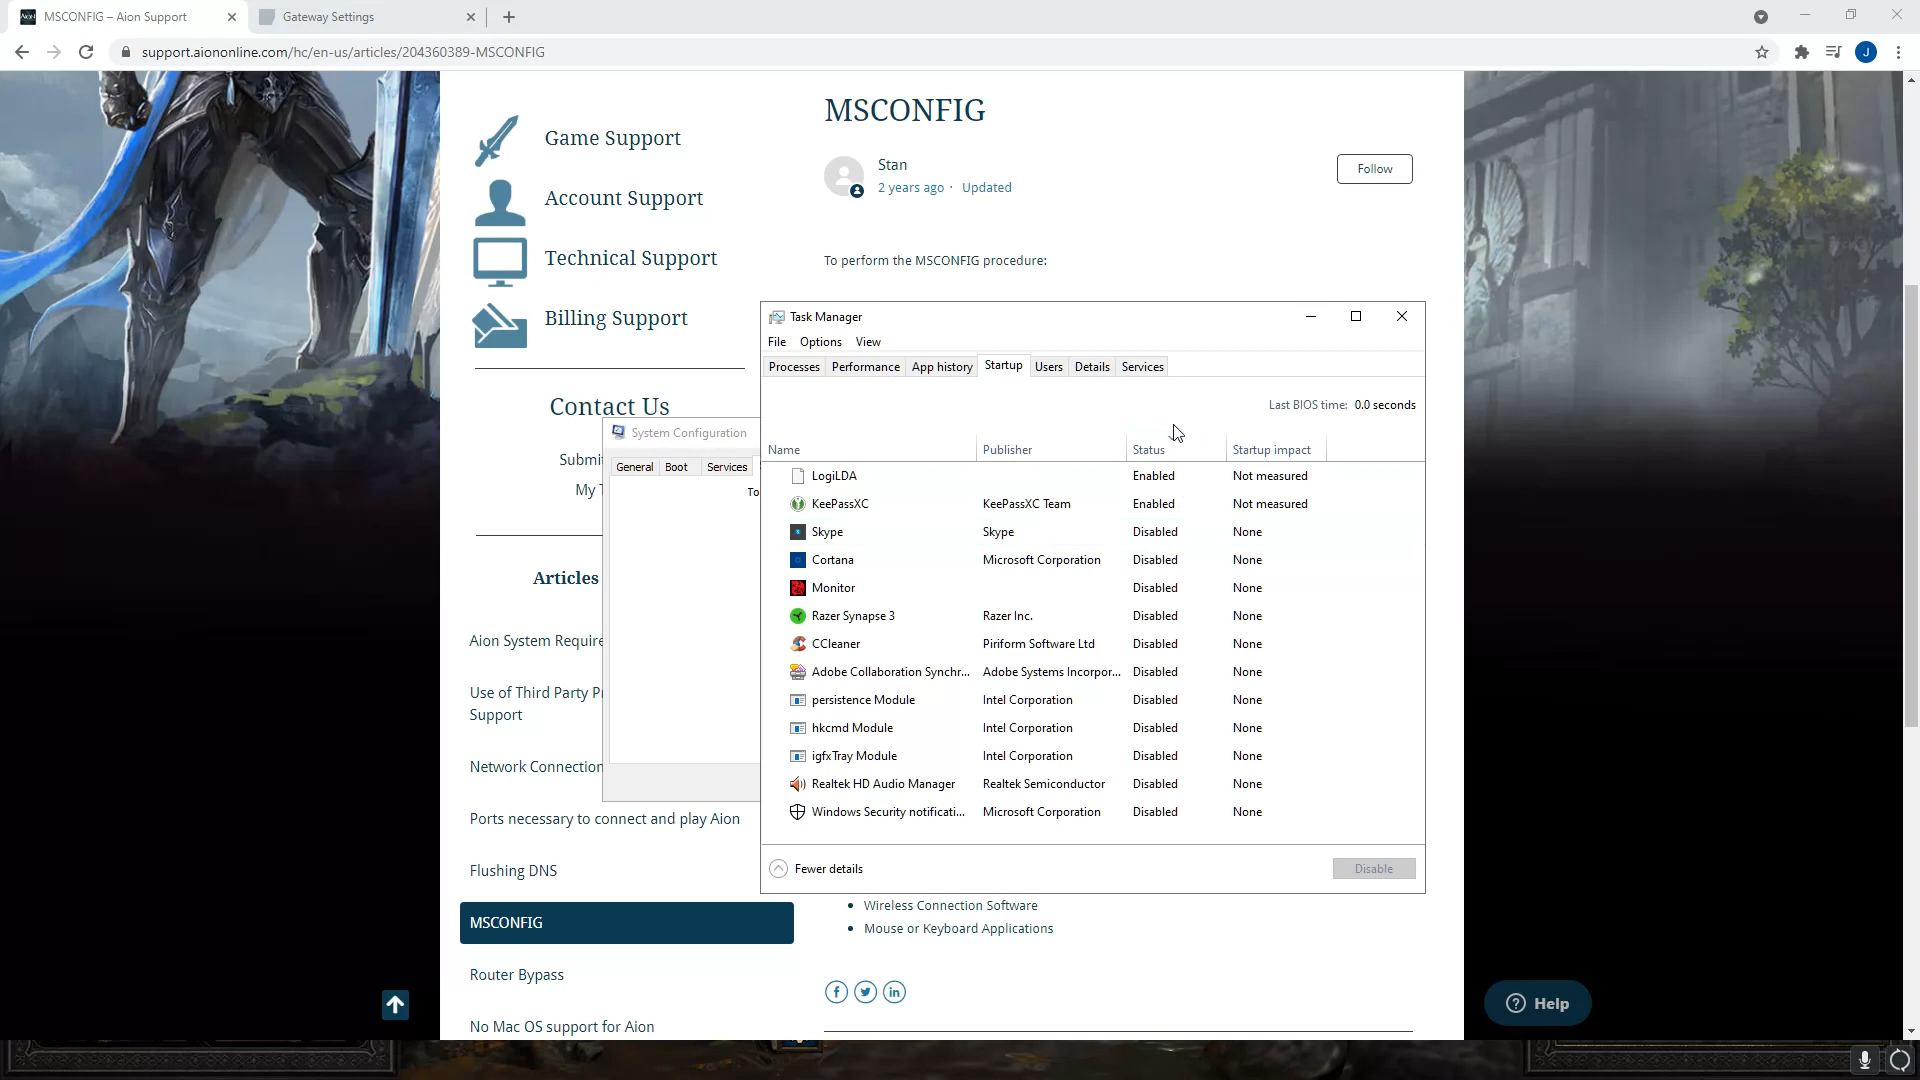 MSCONFIG – Aion Support
Gateway Settings
support.aiononline.com/hc/en-us/articles/204360389-MSCONFIG
J
Game Support
Account Support
Technical Support
Billing Support
Contact Us
Submi
My T
Articles
Aion System Require
Use of Third Party P
Support
Network Connection
Ports necessary to connect and play Aion
Flushing DNS
MSCONFIG
Router Bypass
No Mac OS support for Aion
MSCONFIG
Stan
2 years ago · Updated
Follow
To perform the MSCONFIG procedure:
System Configuration
General Boot Services
To
Task Manager
File Options View
Processes Performance App history Startup Users Details Services
Last BIOS time: 0.0 seconds
Name Publisher Status Startup impact
LogiLDA Enabled Not measured
KeePassXC KeePassXC Team Enabled Not measured
Skype Skype Disabled None
Cortana Microsoft Corporation Disabled None
Monitor Disabled None
Razer Synapse 3 Razer Inc. Disabled None
CCleaner Piriform Software Ltd Disabled None
Adobe Collaboration Synchr... Adobe Systems Incorpor... Disabled None
persistence Module Intel Corporation Disabled None
hkcmd Module Intel Corporation Disabled None
igfxTray Module Intel Corporation Disabled None
Realtek HD Audio Manager Realtek Semiconductor Disabled None
Windows Security notificati... Microsoft Corporation Disabled None
Fewer details
Disable
• Wireless Connection Software
• Mouse or Keyboard Applications
Help